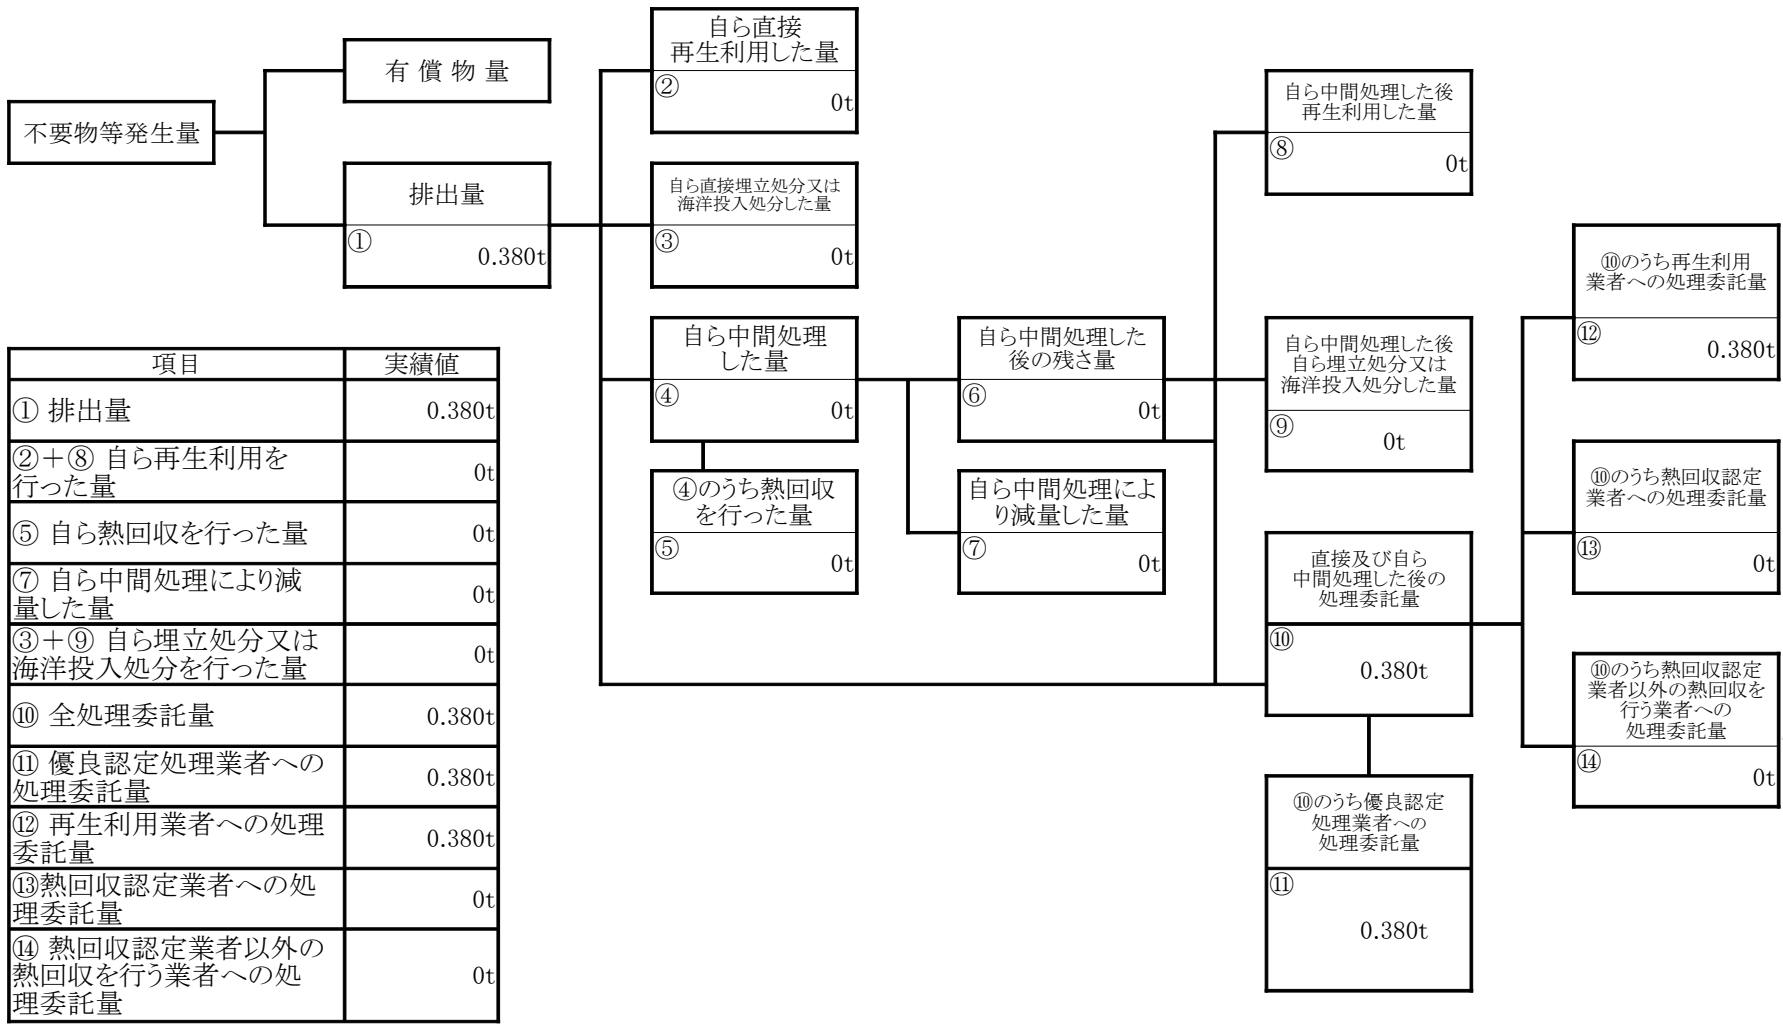 不要物等発生量
有 償 物 量
排出量
①
0.380t
自ら直接
再生利用した量
②
0t
自ら直接埋立処分又は
海洋投入処分した量
③
0t
自ら中間処理
した量
④
0t
④のうち熱回収
を行った量
⑤
0t
自ら中間処理した
後の残さ量
⑥
0t
自ら中間処理によ
り減量した量
⑦
0t
自ら中間処理した後
再生利用した量
⑧
0t
自ら中間処理した後
自ら埋立処分又は
海洋投入処分した量
⑨
0t
直接及び自ら
中間処理した後の
処理委託量
⑩
0.380t
⑩のうち優良認定
処理業者への
処理委託量
⑪
0.380t
⑩のうち再生利用
業者への処理委託量
⑫
0.380t
⑩のうち熱回収認定
業者への処理委託量
⑬
0t
⑩のうち熱回収認定
業者以外の熱回収を
行う業者への
処理委託量
⑭
0t
項目 実績値
① 排出量 0.380t
②＋⑧ 自ら再生利用を
行った量 0t
⑤ 自ら熱回収を行った量 0t
⑦ 自ら中間処理により減
量した量 0t
③＋⑨ 自ら埋立処分又は
海洋投入処分を行った量 0t
⑩ 全処理委託量 0.380t
⑪ 優良認定処理業者への
処理委託量 0.380t
⑫ 再生利用業者への処理
委託量 0.380t
⑬熱回収認定業者への処
理委託量 0t
⑭ 熱回収認定業者以外の
熱回収を行う業者への処
理委託量 0t